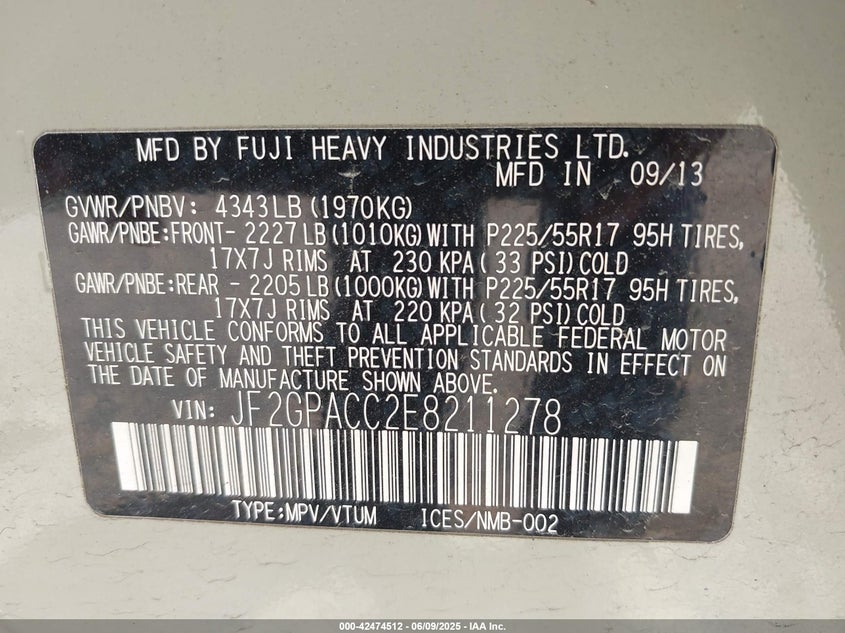 MFD BY FUJI HEAVY INDUSTRIES LTD.
MFD IN 09/13
GVWR/PNBV: 4343LB (1970KG)
GAWR/PNBE:FRONT- 2227 LB (1010KG) WITH P225/55R17 95H TIRES,
17X7J RIMS AT 230 KPA ( 33 PSI) COLD
GAWR/PNBE:REAR - 2205 LB (1000KG) WITH P225/55R17 95H TIRES,
17X7J RIMS AT 220 KPA ( 32 PSI) COLD
THIS VEHICLE CONFORMS TO ALL APPLICABLE FEDERAL MOTOR
VEHICLE SAFETY AND THEFT PREVENTION STANDARDS IN EFFECT ON
THE DATE OF MANUFACTURE SHOWN ABOVE.
VIN: JF2GPACC2E8211278
TYPE:MPV/VTUM ICES/NMB-002
000-42474512 - 06/09/2025 - IAA Inc.